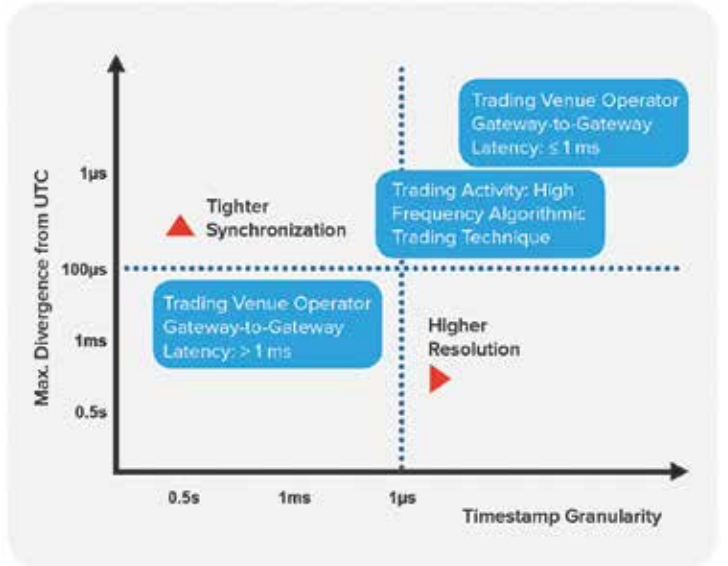 Max. Divergence from UTC
1µs
100µs
1ms
0.5s
Trading Venue Operator
Gateway-to-Gateway
Latency: ≤ 1 ms
Trading Activity: High
Frequency Algorithmic
Trading Technique
Tighter
Synchronization
Trading Venue Operator
Gateway-to-Gateway
Latency: > 1 ms
Higher
Resolution
0.5s
1ms
1µs
Timestamp Granularity